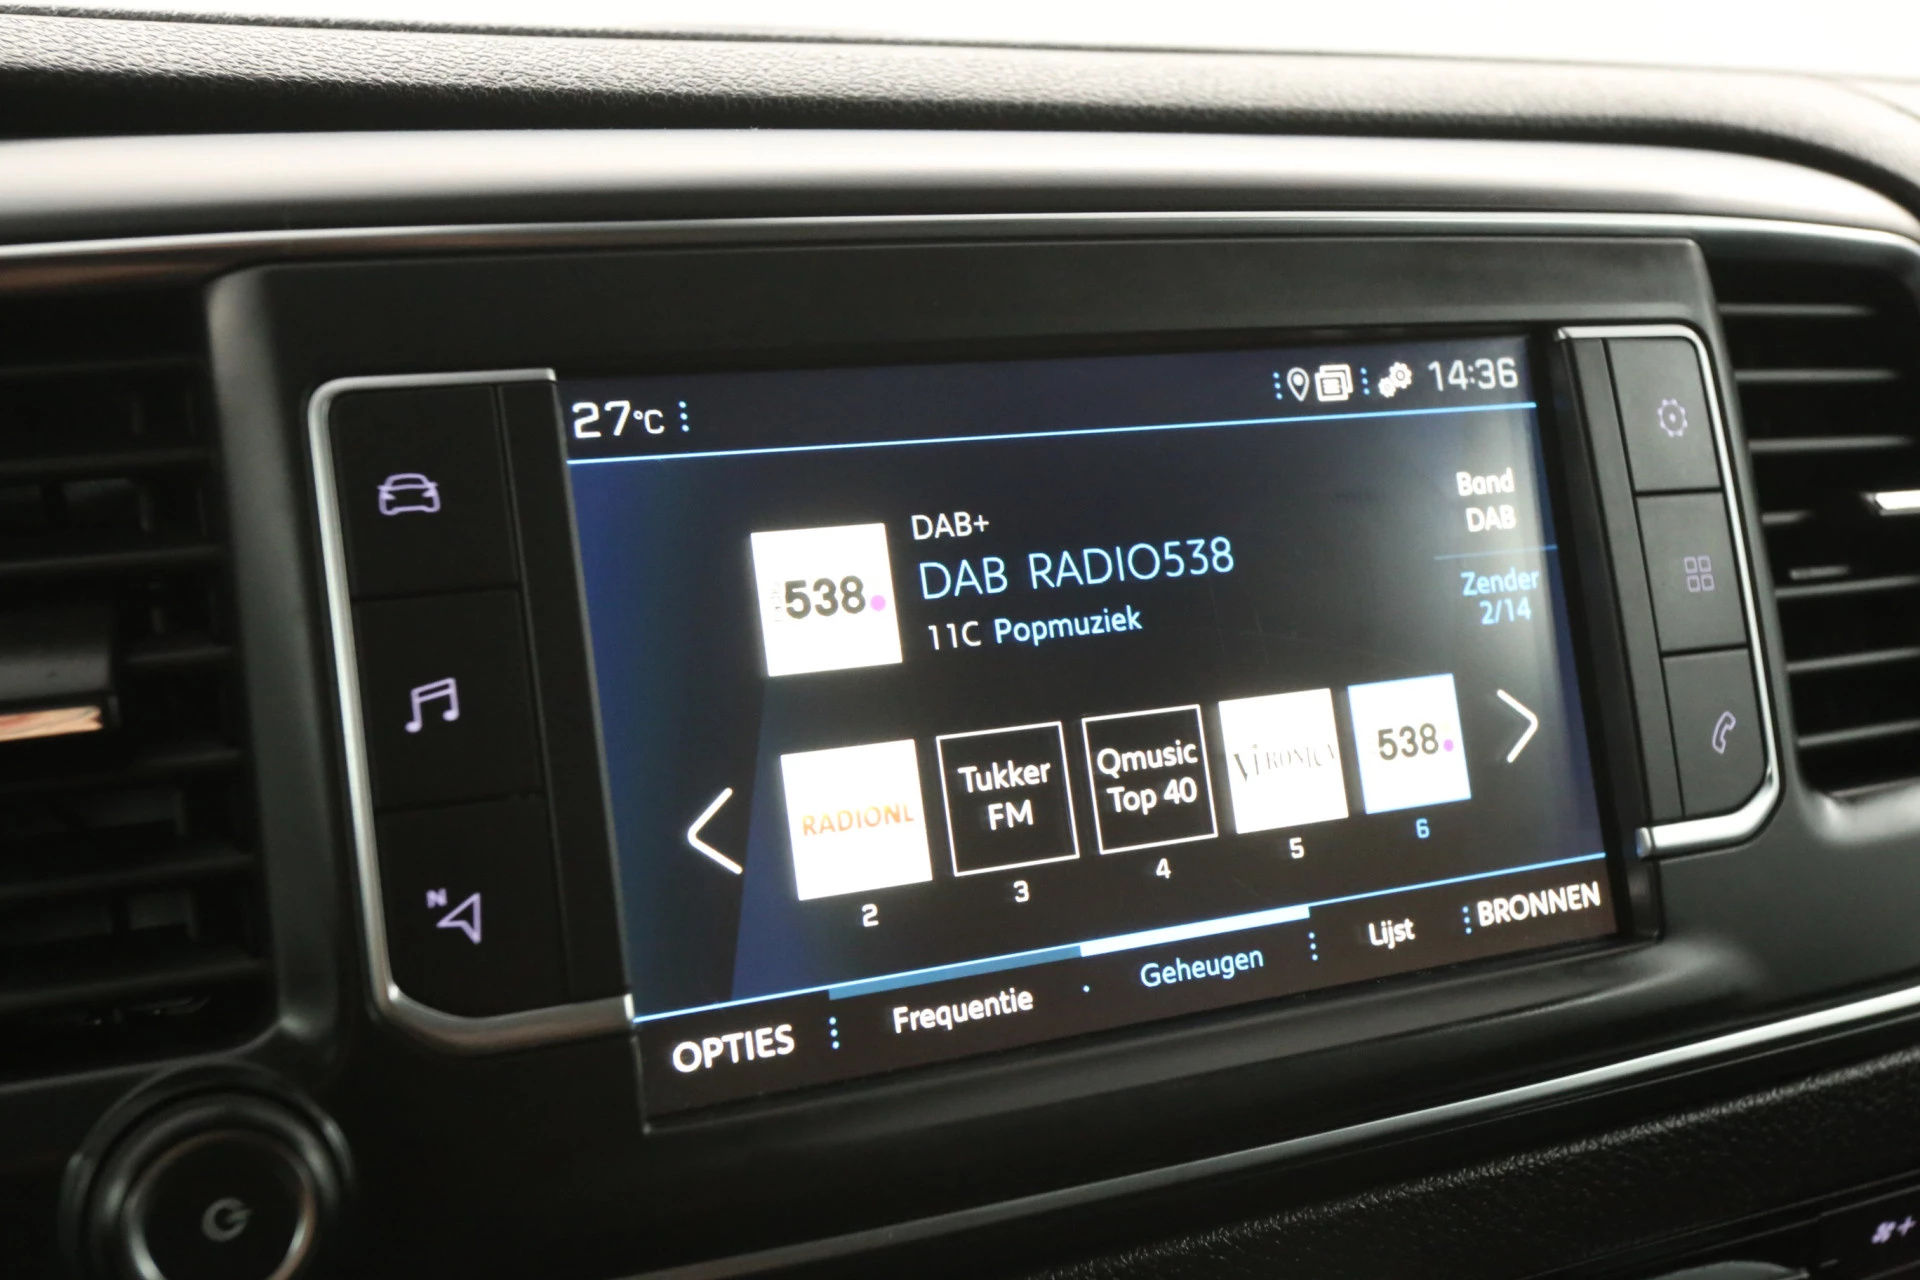 27°C
14:36
Band
DAB
Zender
2/14
DAB+
DAB RADIO538
11C Popmuziek
538
RADIONL
2
Tukker
FM
3
Qmusic
Top 40
4
VERONICA
5
538
6
OPTIES
Frequentie
Geheugen
Lijst
BRONNEN
N